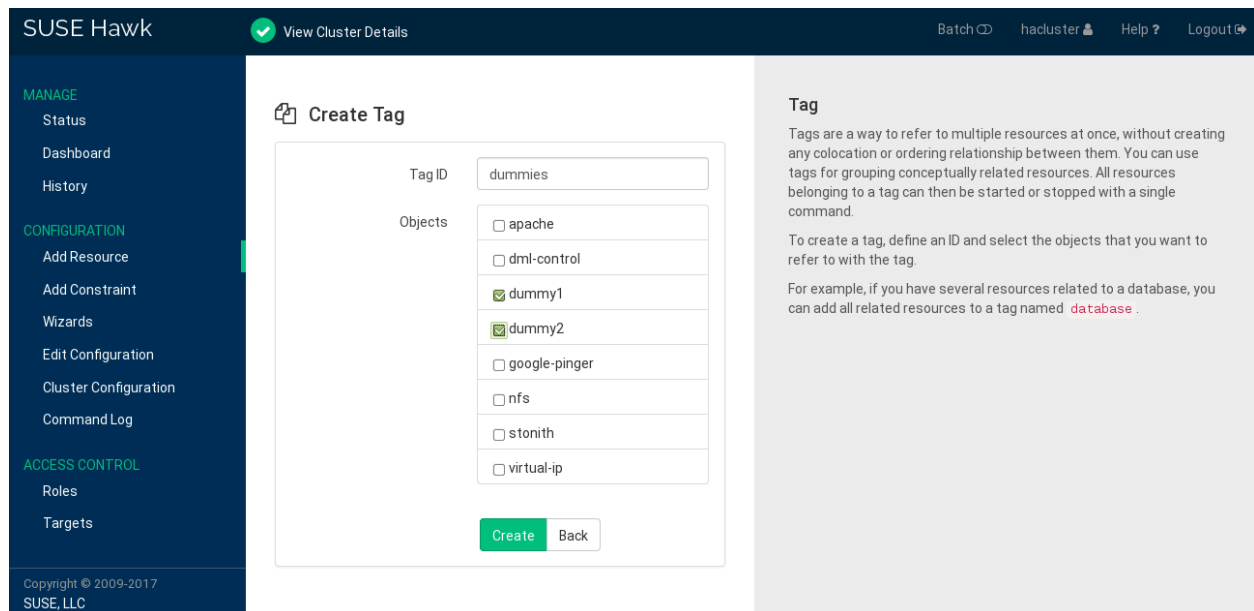 SUSE Hawk
View Cluster Details
Batch
hacluster
Help ?
Logout
MANAGE
Status
Dashboard
History
CONFIGURATION
Add Resource
Add Constraint
Wizards
Edit Configuration
Cluster Configuration
Command Log
ACCESS CONTROL
Roles
Targets
Copyright © 2009-2017
SUSE, LLC
Create Tag
Tag ID
dummies
Objects
apache
dml-control
dummy1
dummy2
google-pinger
nfs
stonith
virtual-ip
Create
Back
Tag
Tags are a way to refer to multiple resources at once, without creating
any colocation or ordering relationship between them. You can use
tags for grouping conceptually related resources. All resources
belonging to a tag can then be started or stopped with a single
command.
To create a tag, define an ID and select the objects that you want to
refer to with the tag.
For example, if you have several resources related to a database, you
can add all related resources to a tag named database .